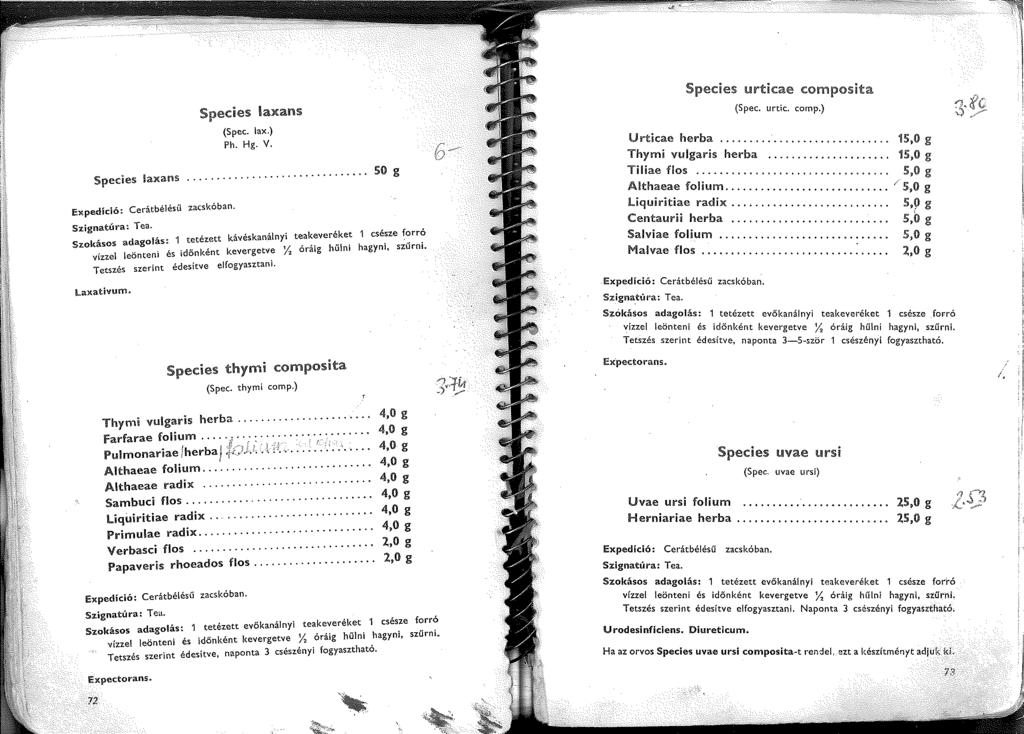 Species laxans
(Spec. lax.)
Ph. Hg. V.
6-
Species laxans .............................. 50 g
Expedíció: Cerátbélésű zacskóban.
Szignatúra: Tea.
Szokásos adagolás: 1 tetézett kávéskanálnyi teakeveréket 1 csésze forró
vízzel leönteni és időnként kevergetve ½ óráig hűlni hagyni, szűrni.
Tetszés szerint édesítve elfogyasztani.
Laxativum.
Species thymi composita
(Spec. thymi comp.)
3.74
Thymi vulgaris herba ...................... 4,0 g
Farfarae folium ............................ 4,0 g
Pulmonariae herba folium 4,0 g
Althaeae folium ............................ 4,0 g
Althaeae radix ............................ 4,0 g
Sambuci flos ............................... 4,0 g
Liquiritiae radix ........................... 4,0 g
Primulae radix ............................. 4,0 g
Verbasci flos .............................. 2,0 g
Papaveris rhoeados flos .................... 2,0 g
Expedíció: Cerátbélésű zacskóban.
Szignatúra: Tea.
Szokásos adagolás: 1 tetézett evőkanálnyi teakeveréket 1 csésze forró
vízzel leönteni és időnként kevergetve ½ óráig hűlni hagyni, szűrni.
Tetszés szerint édesítve, naponta 3 csészényi fogyasztható.
Expectorans.
72
Species urticae composita
(Spec. urtic. comp.)
3.80
Urticae herba ............................ 15,0 g
Thymi vulgaris herba .................... 15,0 g
Tiliae flos ................................ 5,0 g
Althaeae folium ........................... 5,0 g
Liquiritiae radix .......................... 5,0 g
Centaurii herba .......................... 5,0 g
Salviae folium ............................ 5,0 g
Malvae flos ............................... 2,0 g
Expedíció: Cerátbélésű zacskóban.
Szignatúra: Tea.
Szokásos adagolás: 1 tetézett evőkanálnyi teakeveréket 1 csésze forró
vízzel leönteni és időnként kevergetve ½ óráig hűlni hagyni, szűrni.
Tetszés szerint édesítve, naponta 3—5-ször 1 csészényi fogyasztható.
Expectorans.
Species uvae ursi
(Spec. uvae ursi)
2.53
Uvae ursi folium ........................ 25,0 g
Herniariae herba ......................... 25,0 g
Expedíció: Cerátbélésű zacskóban.
Szignatúra: Tea.
Szokásos adagolás: 1 tetézett evőkanálnyi teakeveréket 1 csésze forró
vízzel leönteni és időnként kevergetve ½ óráig hűlni hagyni, szűrni.
Tetszés szerint édesítve elfogyasztani. Naponta 3 csészényi fogyasztható.
Urodesinficiens. Diureticum.
Ha az orvos Species uvae ursi composita-t rendel, ezt a készítményt adjuk ki.
73